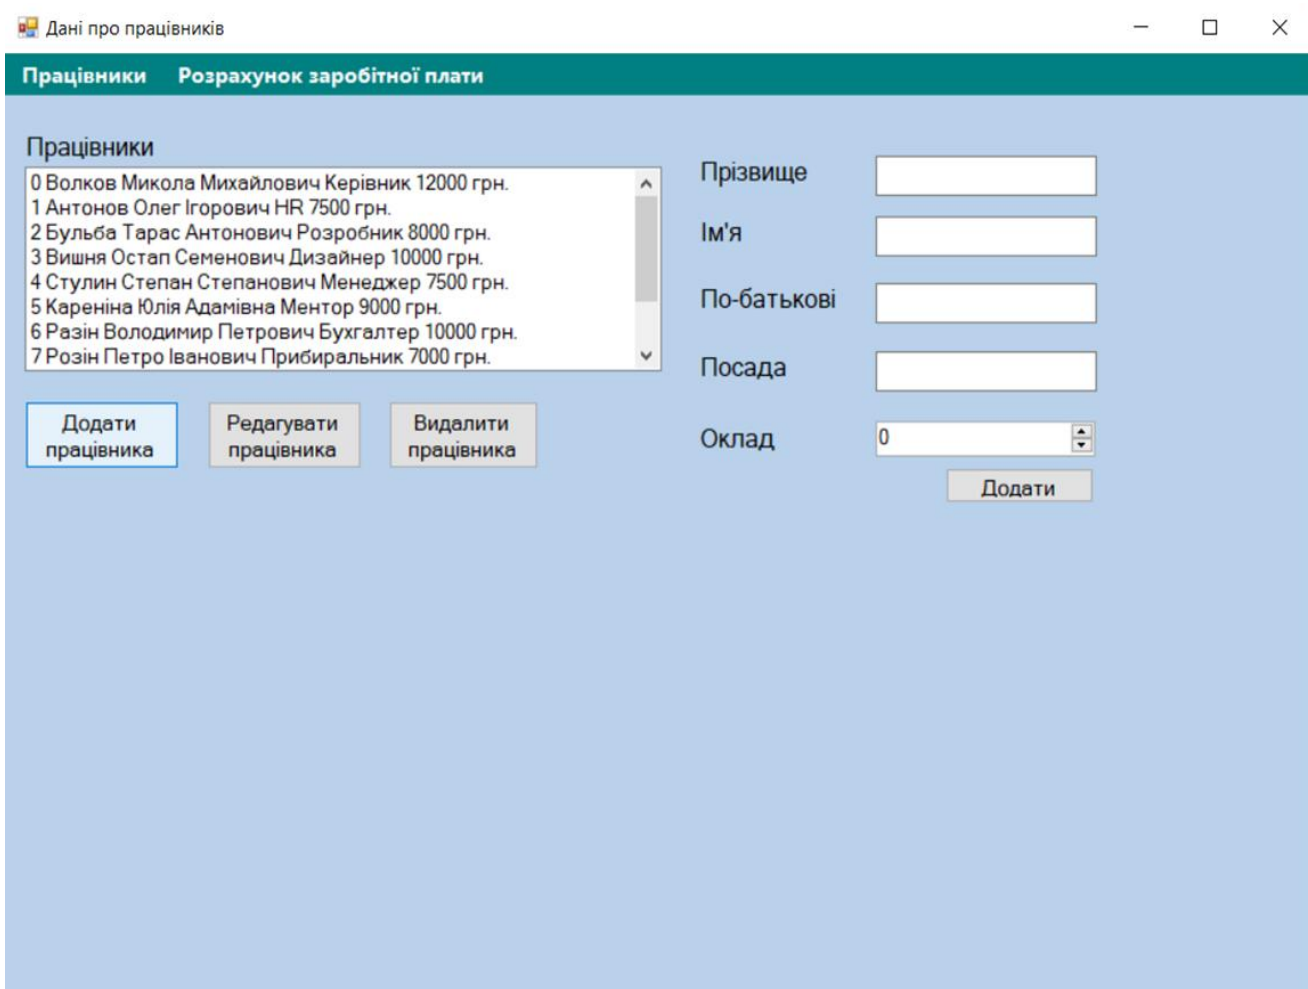 Дані про працівників
Працівники Розрахунок заробітної плати
Працівники
0 Волков Микола Михайлович Керівник 12000 грн.
1 Антонов Олег Ігорович HR 7500 грн.
2 Бульба Тарас Антонович Розробник 8000 грн.
3 Вишня Остап Семенович Дизайнер 10000 грн.
4 Стулин Степан Степанович Менеджер 7500 грн.
5 Кареніна Юлія Адамівна Ментор 9000 грн.
6 Разін Володимир Петрович Бухгалтер 10000 грн.
7 Розін Петро Іванович Прибиральник 7000 грн.
Додати
працівника
Редагувати
працівника
Видалити
працівника
Прізвище
Ім'я
По-батькові
Посада
Оклад 0
Додати